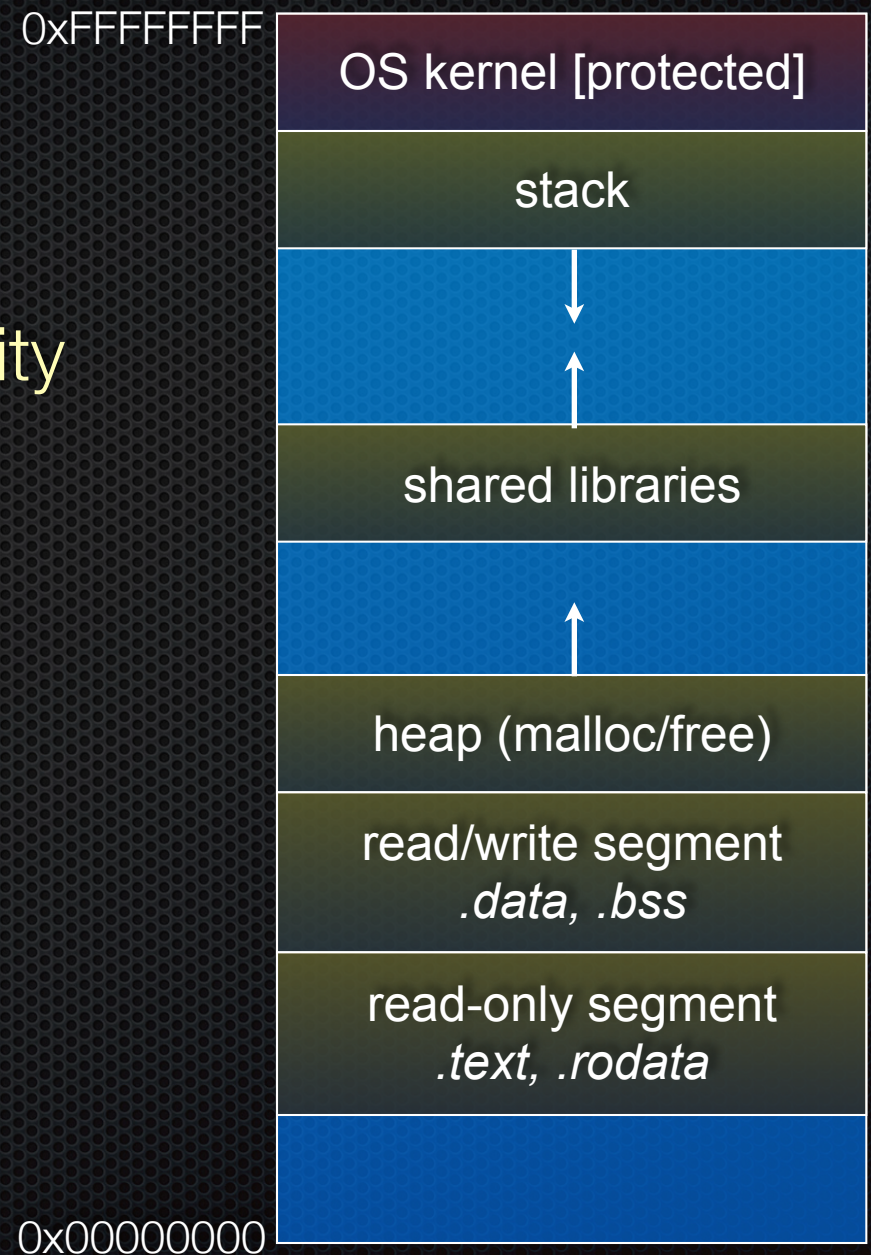 0xFFFFFFFF
OS kernel [protected]
stack
ity
shared libraries
heap (malloc/free)
read/write segment
.data, .bss
read-only segment
.text, .rodata
0x00000000